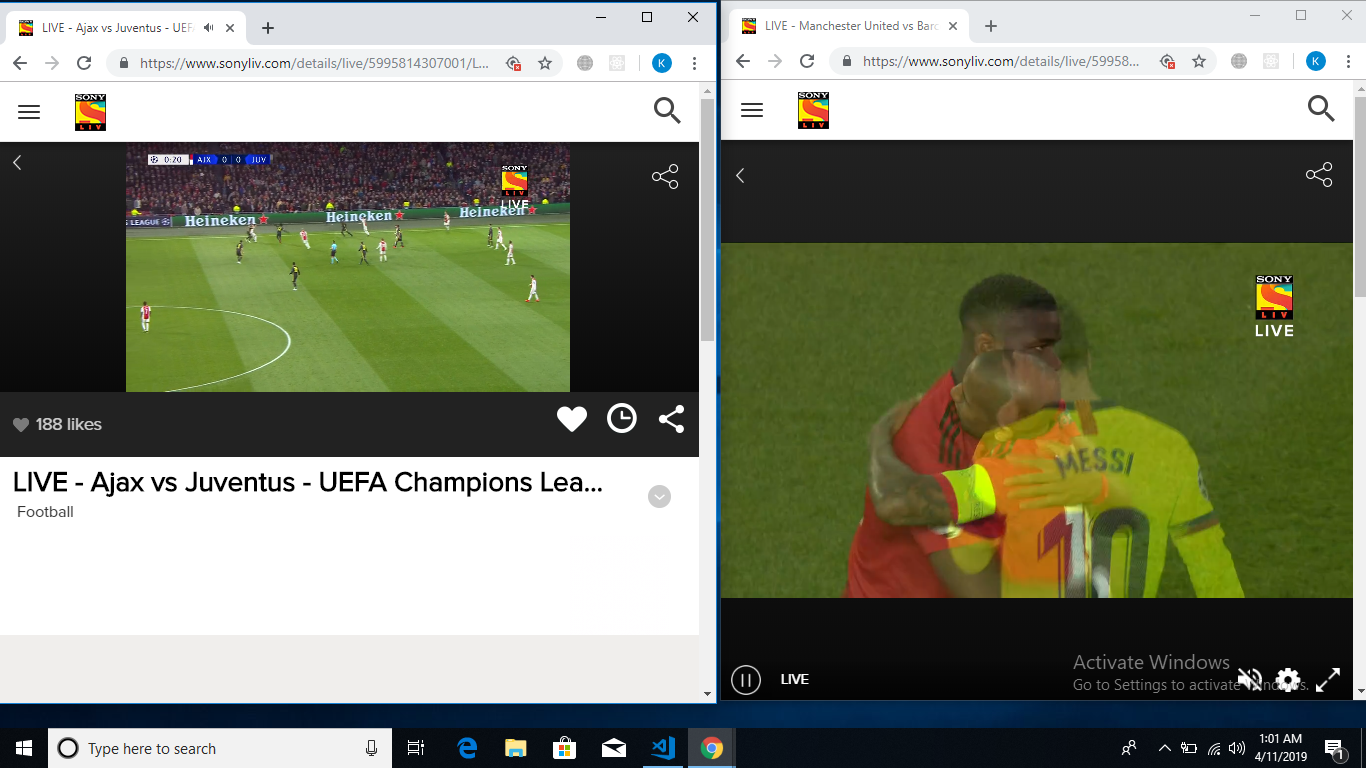 LIVE - Ajax vs Juventus - UEF
https://www.sonyliv.com/details/live/5995814307001/L...
K
SONY
LIV
0:20 AJX 0 0 JUV
SONY
LIV
LIVE
LEAGUE
Heineken
Heineken
Heineken
188 likes
LIVE - Ajax vs Juventus - UEFA Champions Lea...
Football
LIVE - Manchester United vs Barc
https://www.sonyliv.com/details/live/59958...
K
SONY
LIV
SONY
LIV
LIVE
MESSI
10
LIVE
Activate Windows
Go to Settings to activate Windows.
Type here to search
1:01 AM
4/11/2019
1